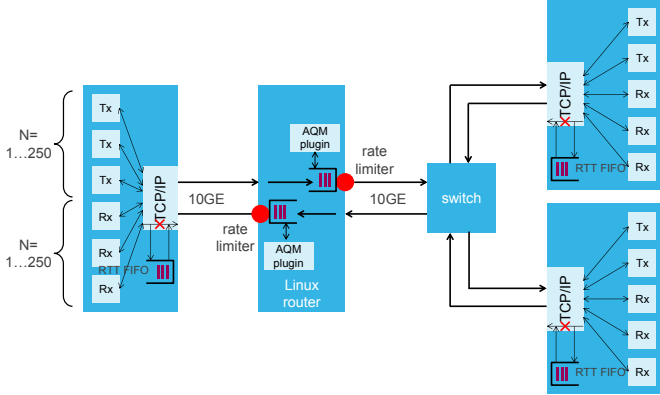 N=
1…250
N=
1…250
Tx
Tx
Tx
Rx
Rx
Rx
TCP/IP
RTT FIFO
10GE
rate
limiter
AQM
plugin
AQM
plugin
Linux
router
rate
limiter
10GE
switch
TCP/IP
RTT FIFO
Tx
Tx
Rx
Rx
Rx
TCP/IP
RTT FIFO
Tx
Tx
Rx
Rx
Rx